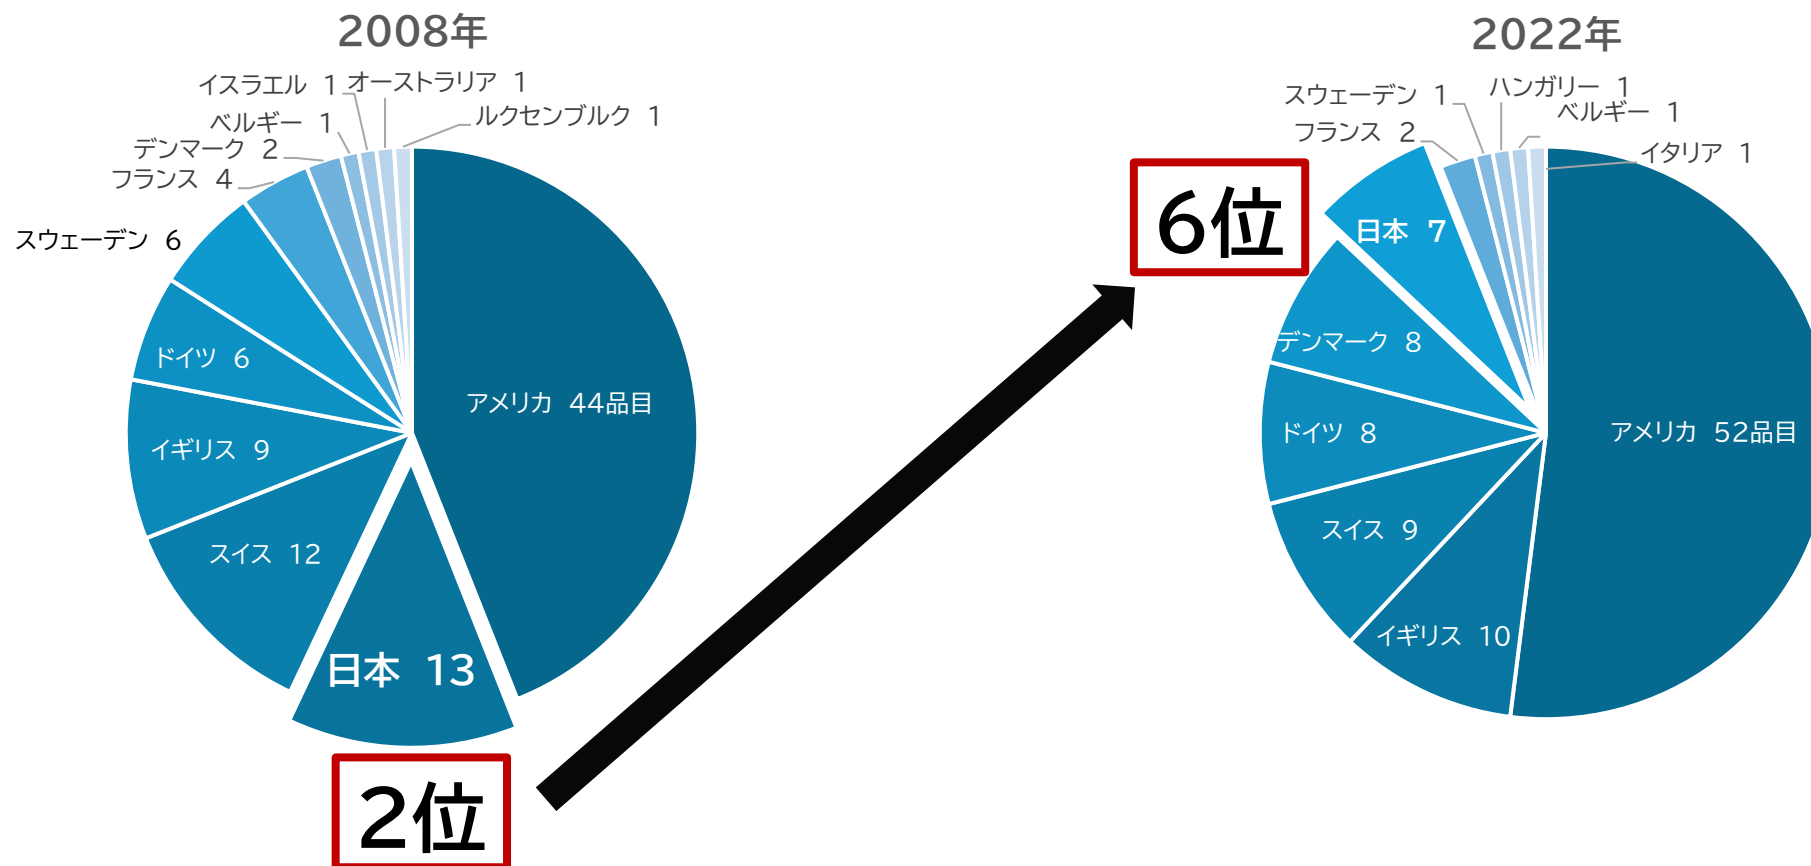 2008年
イスラエル 1
オーストラリア 1
ルクセンブルク 1
ベルギー 1
デンマーク 2
フランス 4
スウェーデン 6
ドイツ 6
アメリカ 44品目
イギリス 9
スイス 12
日本 13
2位
2022年
ハンガリー 1
スウェーデン 1
ベルギー 1
フランス 2
イタリア 1
6位
日本 7
デンマーク 8
ドイツ 8
アメリカ 52品目
スイス 9
イギリス 10